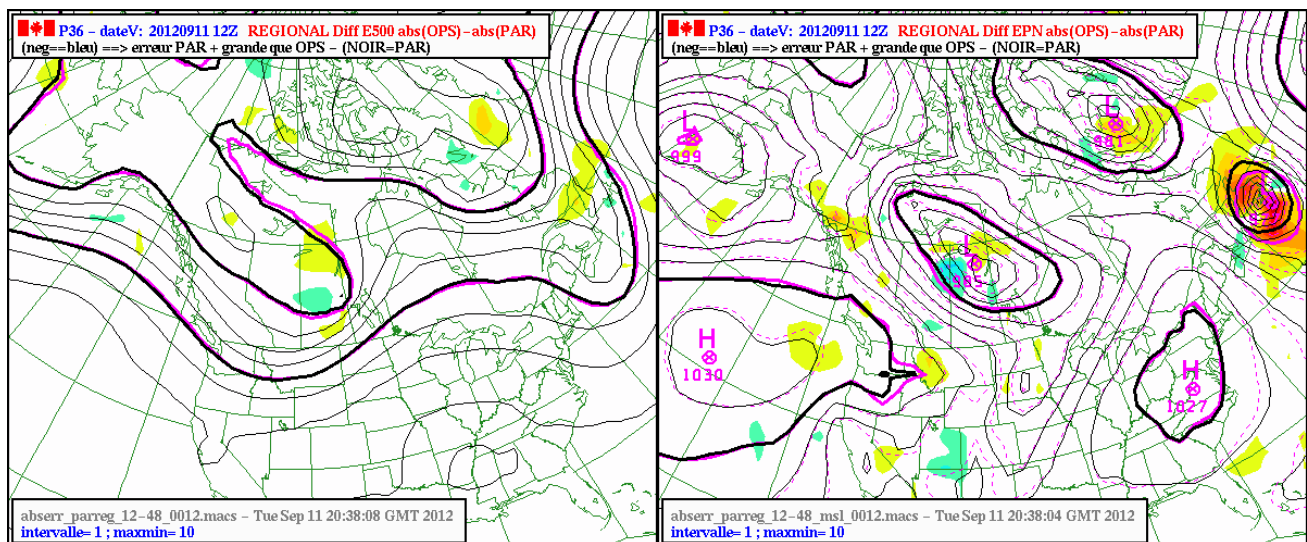 P36 – dateV: 20120911 12Z REGIONAL Diff E500 abs(OPS)–abs(PAR)
(neg==bleu) ==> erreur PAR + grande que OPS – (NOIR=PAR)
abserr_parreg_12–48_0012.macs – Tue Sep 11 20:38:08 GMT 2012
intervalle= 1 ; maxmin= 10
P36 – dateV: 20120911 12Z REGIONAL Diff EPN abs(OPS)–abs(PAR)
(neg==bleu) ==> erreur PAR + grande que OPS – (NOIR=PAR)
L
981
L
999
L
985
H
1030
H
1027
abserr_parreg_12–48_msl_0012.macs – Tue Sep 11 20:38:04 GMT 2012
intervalle= 1 ; maxmin= 10